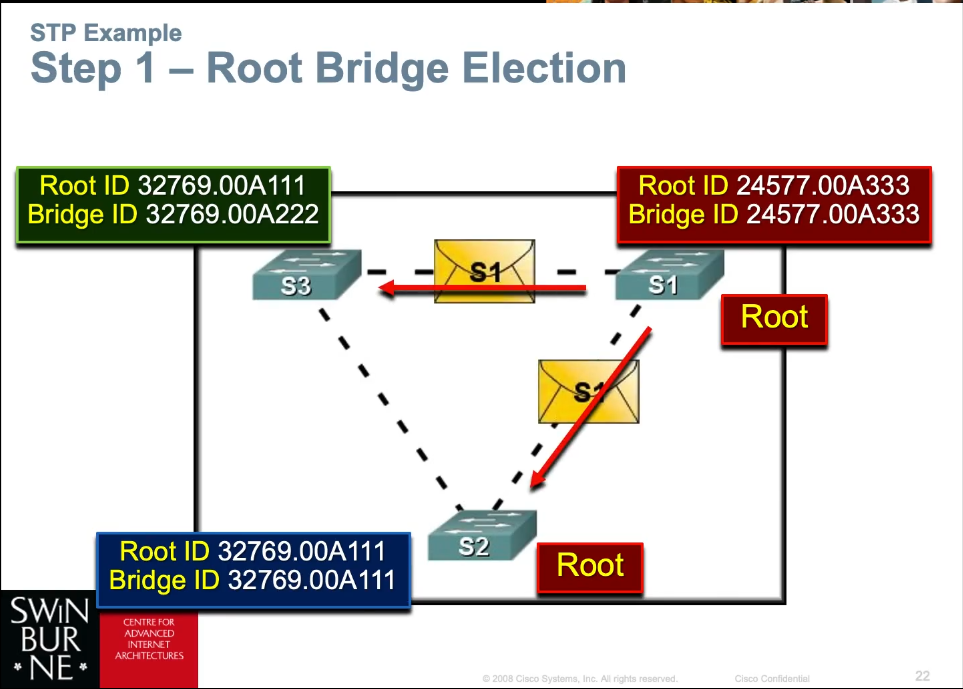 STP Example
Step 1 – Root Bridge Election
Root ID 32769.00A111
Bridge ID 32769.00A222
Root ID 24577.00A333
Bridge ID 24577.00A333
S3
S1
S1
Root
S1
S2
Root
Root ID 32769.00A111
Bridge ID 32769.00A111
SWIN
BUR
* NE *
CENTRE FOR
ADVANCED
INTERNET
ARCHITECTURES
© 2008 Cisco Systems, Inc. All rights reserved.
Cisco Confidential
22